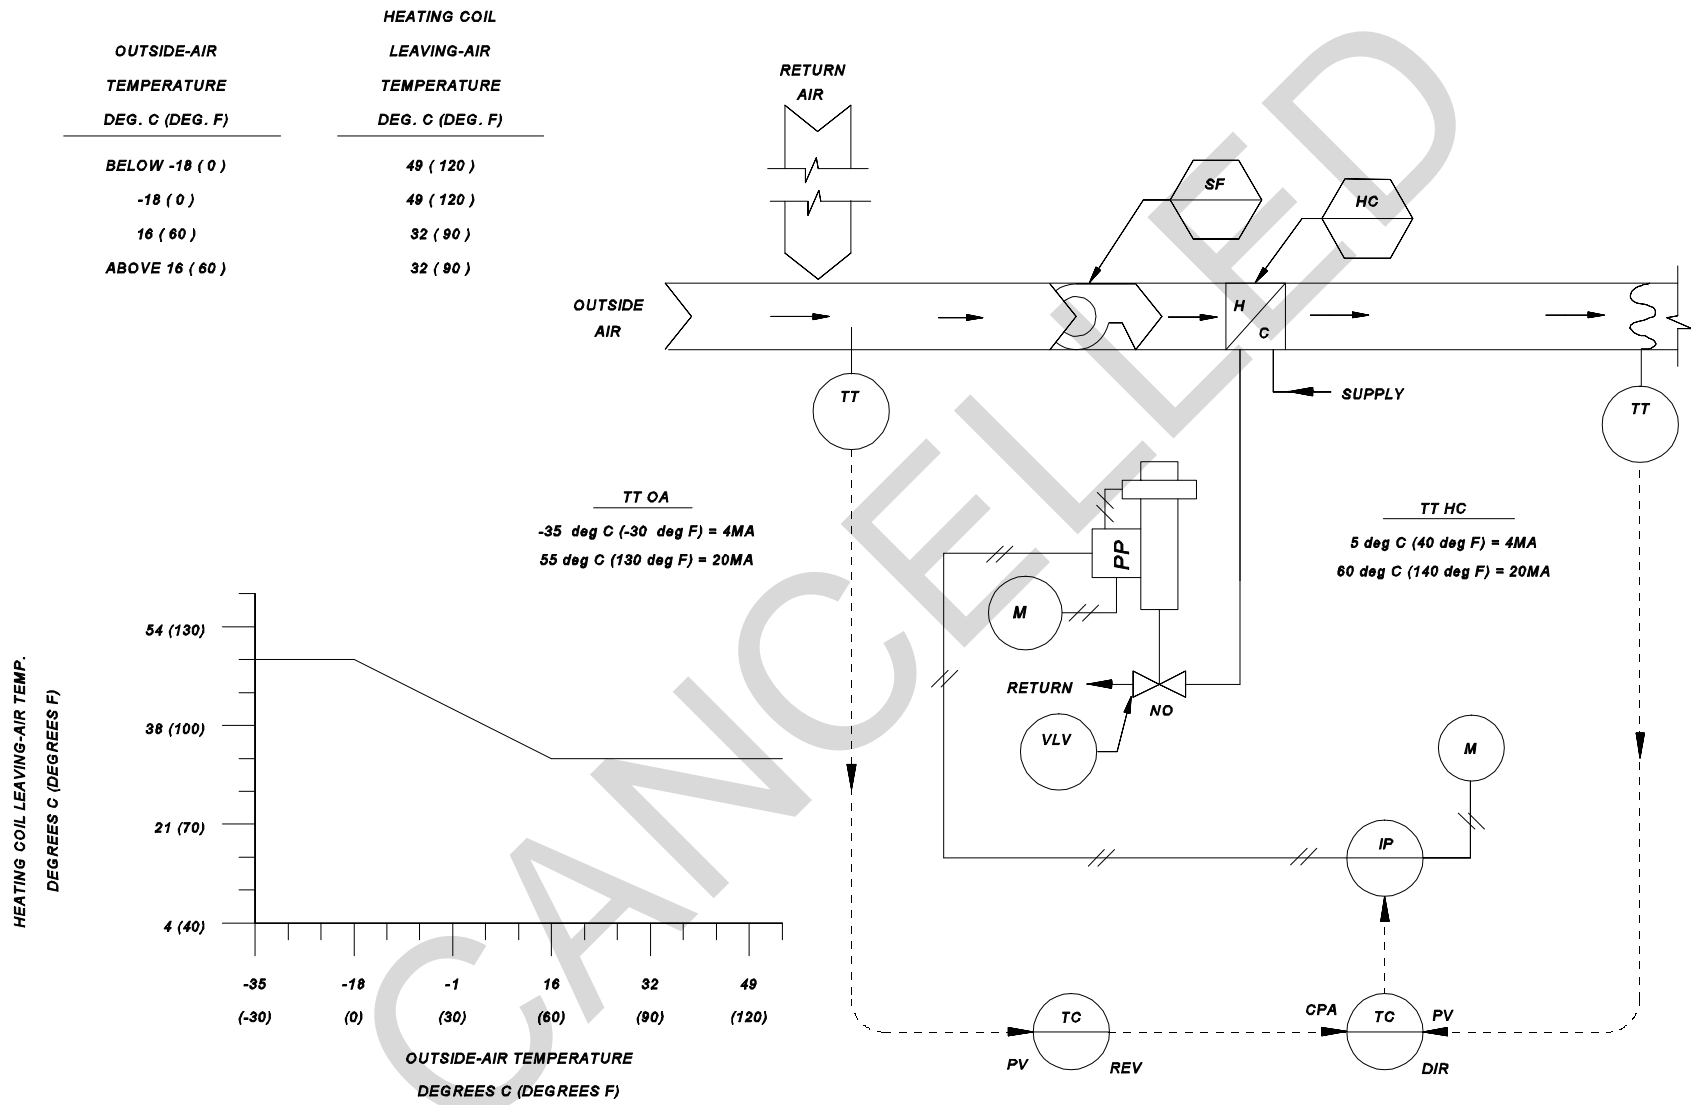 HEATING COIL
OUTSIDE-AIR LEAVING-AIR
TEMPERATURE TEMPERATURE
DEG. C (DEG. F) DEG. C (DEG. F)
BELOW -18 ( 0 ) 49 ( 120 )
-18 ( 0 ) 49 ( 120 )
16 ( 60 ) 32 ( 90 )
ABOVE 16 ( 60 ) 32 ( 90 )
RETURN
AIR
SF
HC
OUTSIDE
AIR
H
C
SUPPLY
TT
TT
TT OA
-35 deg C (-30 deg F) = 4MA
55 deg C (130 deg F) = 20MA
TT HC
5 deg C (40 deg F) = 4MA
60 deg C (140 deg F) = 20MA
PP
M
RETURN
NO
VLV
M
IP
CPA
TC
PV
DIR
TC
PV
REV
HEATING COIL LEAVING-AIR TEMP.
DEGREES C (DEGREES F)
54 (130)
38 (100)
21 (70)
4 (40)
-35 -18 -1 16 32 49
(-30) (0) (30) (60) (90) (120)
OUTSIDE-AIR TEMPERATURE
DEGREES C (DEGREES F)
CANCELLED